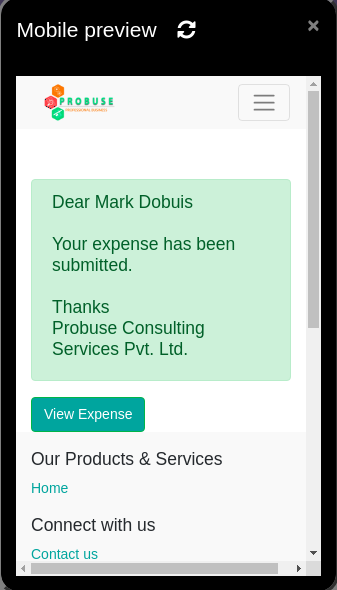 Mobile preview
PROBUSE
Dear Mark Dobuis
Your expense has been
submitted.
Thanks
Probuse Consulting
Services Pvt. Ltd.
View Expense
Our Products & Services
Home
Connect with us
Contact us